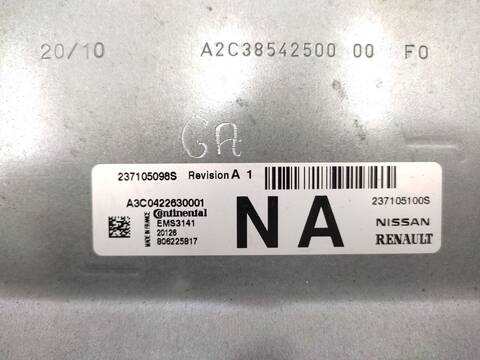 20/10 A2C38542500 00 F0
GA
237105098S Revision A 1
A3C0422630001
Continental
EMS3141
20126
806225817
MADE IN FRANCE
NA
237105100S
NISSAN
RENAULT